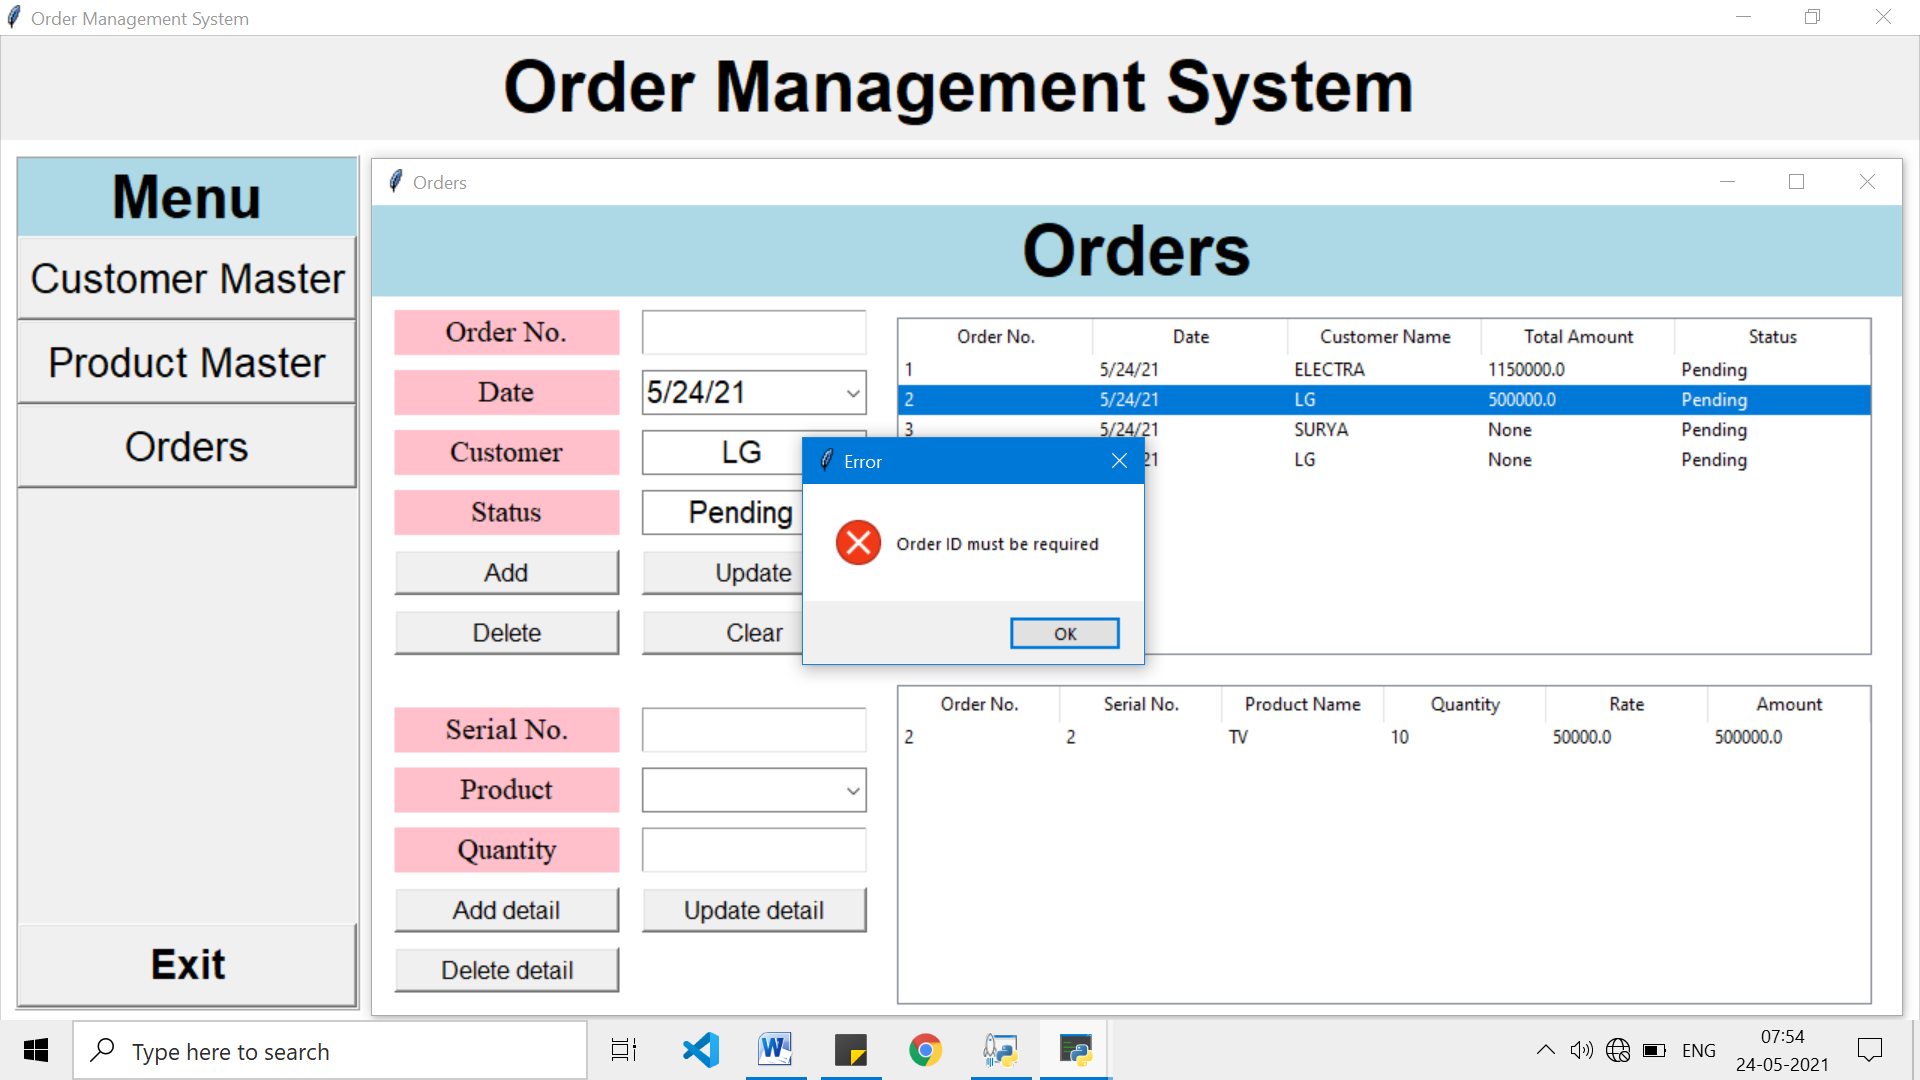 Order Management System
Order Management System
Menu
Customer Master
Product Master
Orders
Exit
Orders
Orders
Order No.
Date 5/24/21
Customer LG
Status Pending
Add Update
Delete Clear
Order No. Date Customer Name Total Amount Status
1 5/24/21 ELECTRA 1150000.0 Pending
2 5/24/21 LG 500000.0 Pending
3 5/24/21 SURYA None Pending
21 LG None Pending
Error
Order ID must be required
OK
Serial No.
Product
Quantity
Add detail Update detail
Delete detail
Order No. Serial No. Product Name Quantity Rate Amount
2 2 TV 10 50000.0 500000.0
Type here to search
W
ENG
07:54
24-05-2021